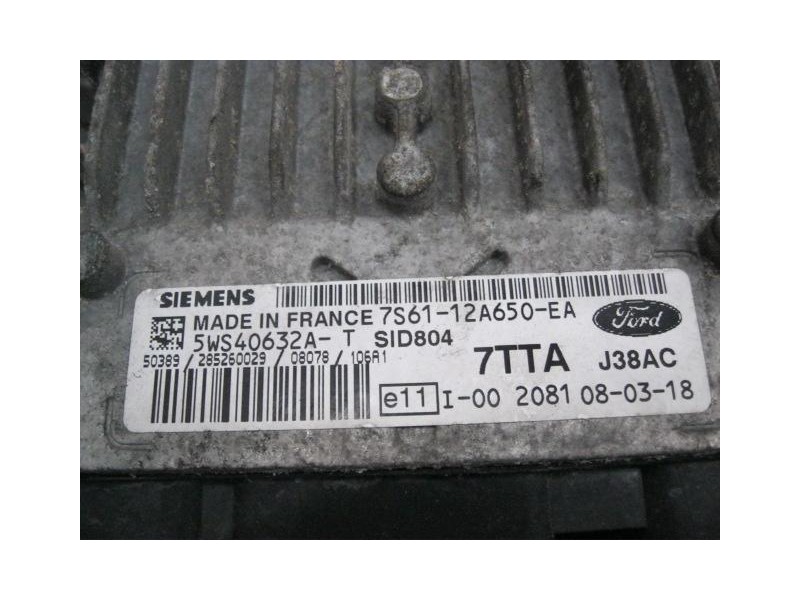 SIEMENS
MADE IN FRANCE 7S61-12A650-EA
5WS40632A- T SID804
Ford
50389 / 285260029 / 08078 / 106A1
7TTA J38AC
e11 I-00 2081 08-03-18